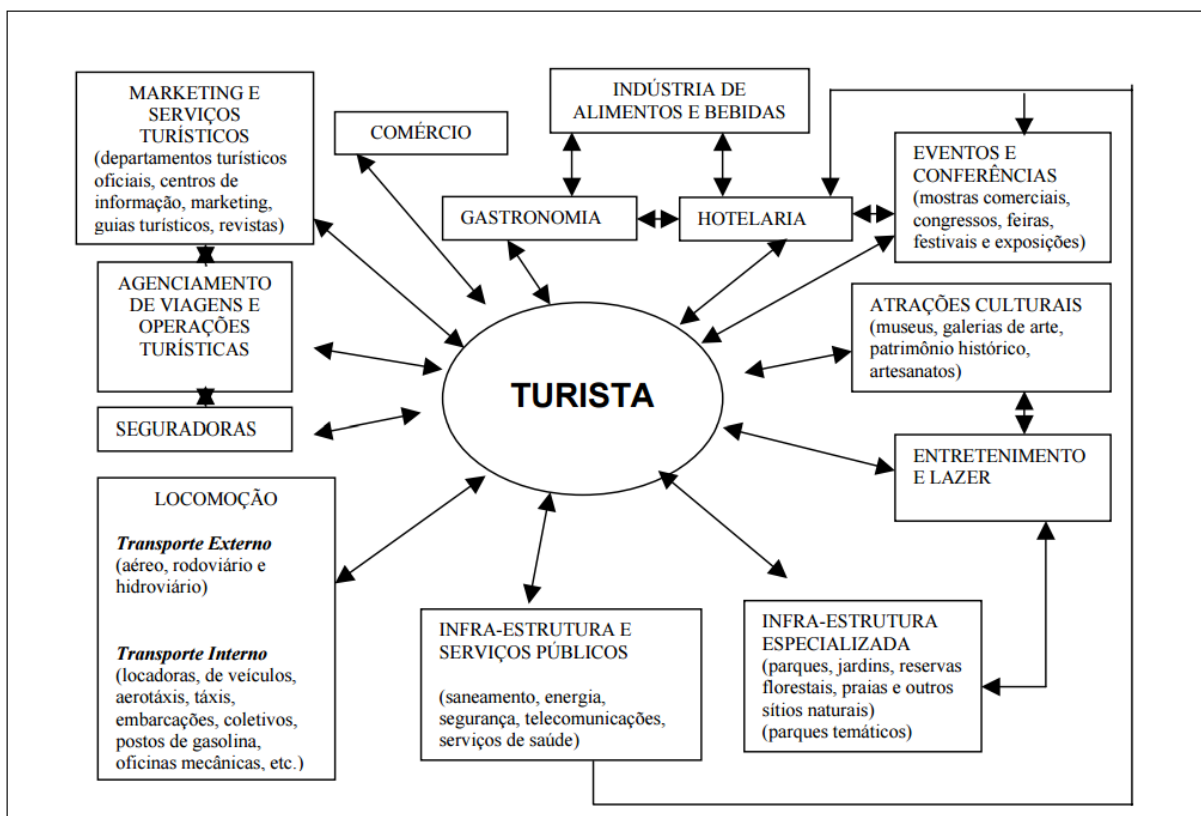 MARKETING E
SERVIÇOS
TURÍSTICOS
(departamentos turísticos
oficiais, centros de
informação, marketing,
guias turísticos, revistas)
COMÉRCIO
INDÚSTRIA DE
ALIMENTOS E BEBIDAS
GASTRONOMIA
HOTELARIA
EVENTOS E
CONFERÊNCIAS
(mostras comerciais,
congressos, feiras,
festivais e exposições)
AGENCIAMENTO
DE VIAGENS E
OPERAÇÕES
TURÍSTICAS
ATRAÇÕES CULTURAIS
(museus, galerias de arte,
patrimônio histórico,
artesanatos)
TURISTA
SEGURADORAS
ENTRETENIMENTO
E LAZER
LOCOMOÇÃO
Transporte Externo
(aéreo, rodoviário e
hidroviário)
Transporte Interno
(locadoras, de veículos,
aerotáxis, táxis,
embarcações, coletivos,
postos de gasolina,
oficinas mecânicas, etc.)
INFRA-ESTRUTURA E
SERVIÇOS PÚBLICOS
(saneamento, energia,
segurança, telecomunicações,
serviços de saúde)
INFRA-ESTRUTURA
ESPECIALIZADA
(parques, jardins, reservas
florestais, praias e outros
sítios naturais)
(parques temáticos)